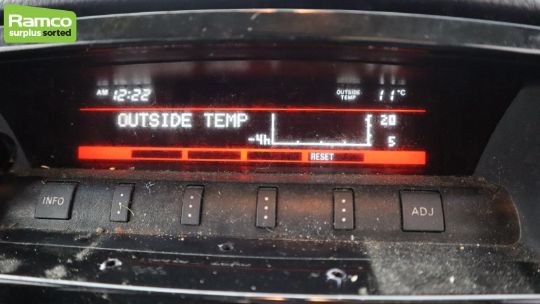 Ramco
surplus sorted
AM 12:22 OUTSIDE TEMP 11°C
OUTSIDE TEMP 20
-4h 5
RESET
INFO ADJ